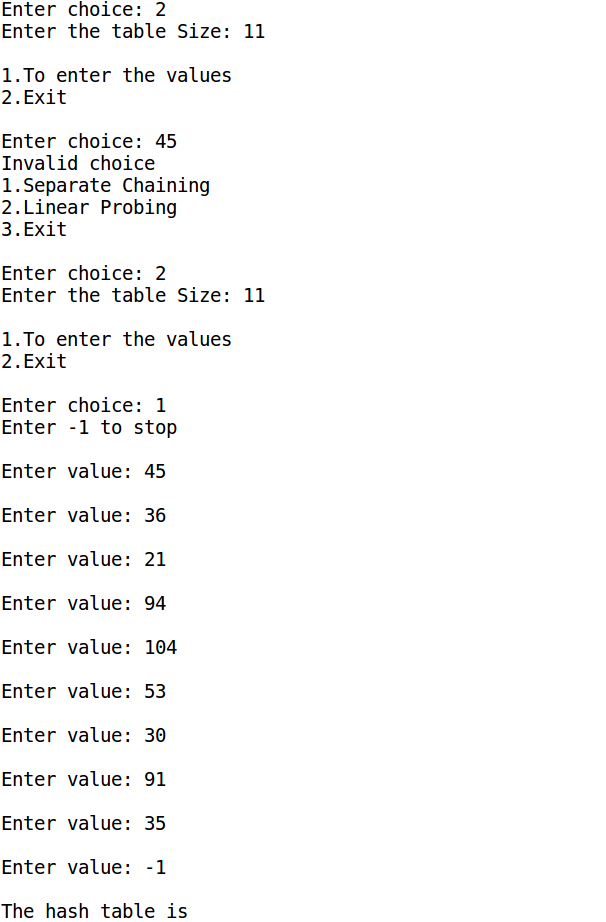 Enter choice: 2
Enter the table Size: 11
1.To enter the values
2.Exit
Enter choice: 45
Invalid choice
1.Separate Chaining
2.Linear Probing
3.Exit
Enter choice: 2
Enter the table Size: 11
1.To enter the values
2.Exit
Enter choice: 1
Enter -1 to stop
Enter value: 45
Enter value: 36
Enter value: 21
Enter value: 94
Enter value: 104
Enter value: 53
Enter value: 30
Enter value: 91
Enter value: 35
Enter value: -1
The hash table is